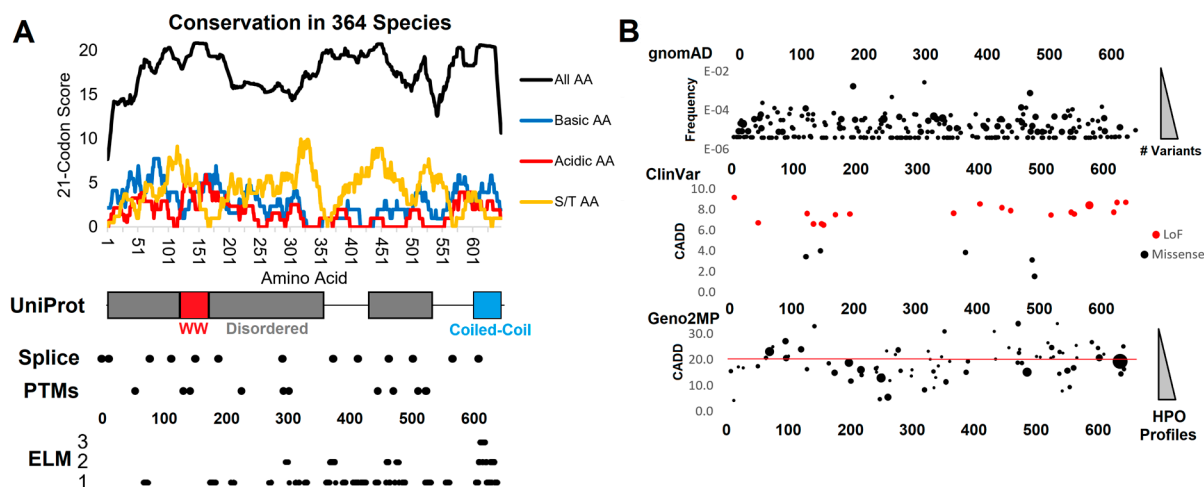 A
Conservation in 364 Species
21-Codon Score
20
15
10
5
0
1
51
101
151
201
251
301
351
401
451
501
551
601
Amino Acid
All AA
Basic AA
Acidic AA
S/T AA
UniProt
WW
Disordered
Coiled-Coil
Splice
PTMs
0 100 200 300 400 500 600
ELM
3
2
1
B
gnomAD
0 100 200 300 400 500 600
Frequency
E-02
E-04
E-06
# Variants
0 100 200 300 400 500 600
ClinVar
CADD
10.0
8.0
6.0
4.0
2.0
0.0
LoF
Missense
0 100 200 300 400 500 600
Geno2MP
CADD
30.0
20.0
10.0
0.0
HPO
Profiles
0 100 200 300 400 500 600